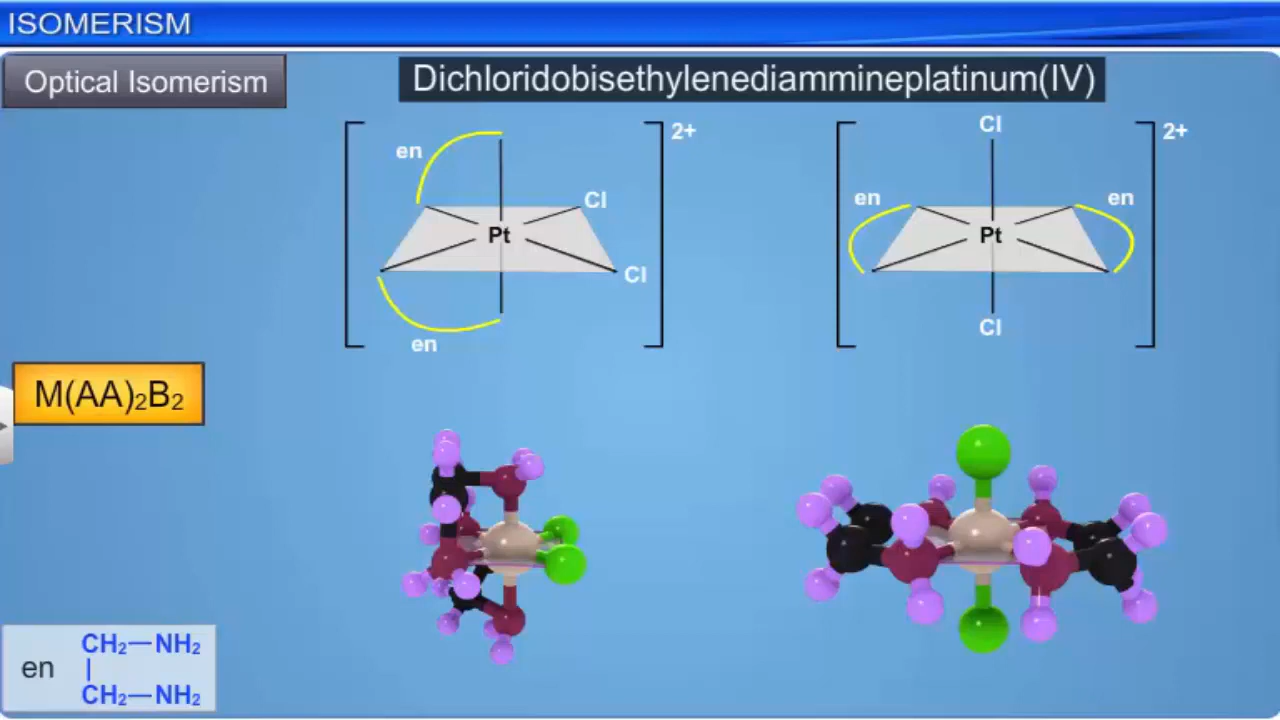 ISOMERISM
Optical Isomerism
Dichloridobisethylenediammineplatinum(IV)
en
Cl
Pt
Cl
en
2+
Cl
en
en
Pt
Cl
2+
M(AA)₂B₂
en
CH₂—NH₂
|
CH₂—NH₂